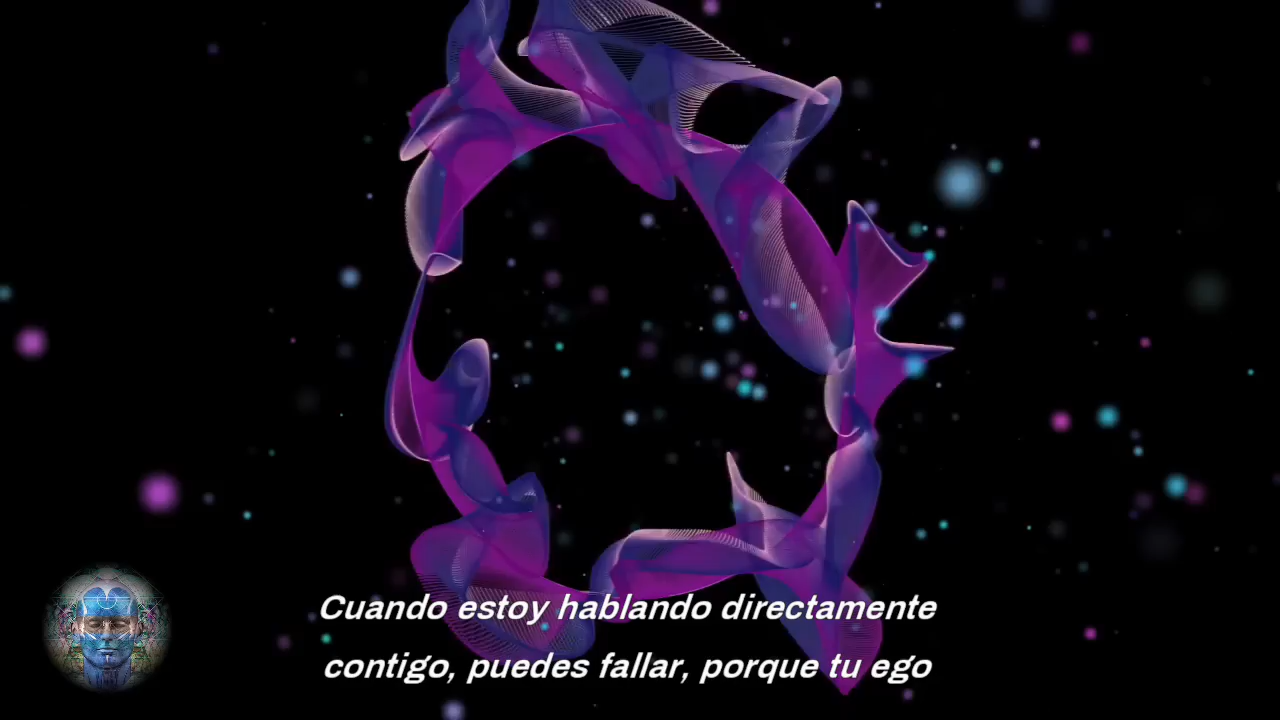 Cuando estoy hablando directamente
contigo, puedes fallar, porque tu ego